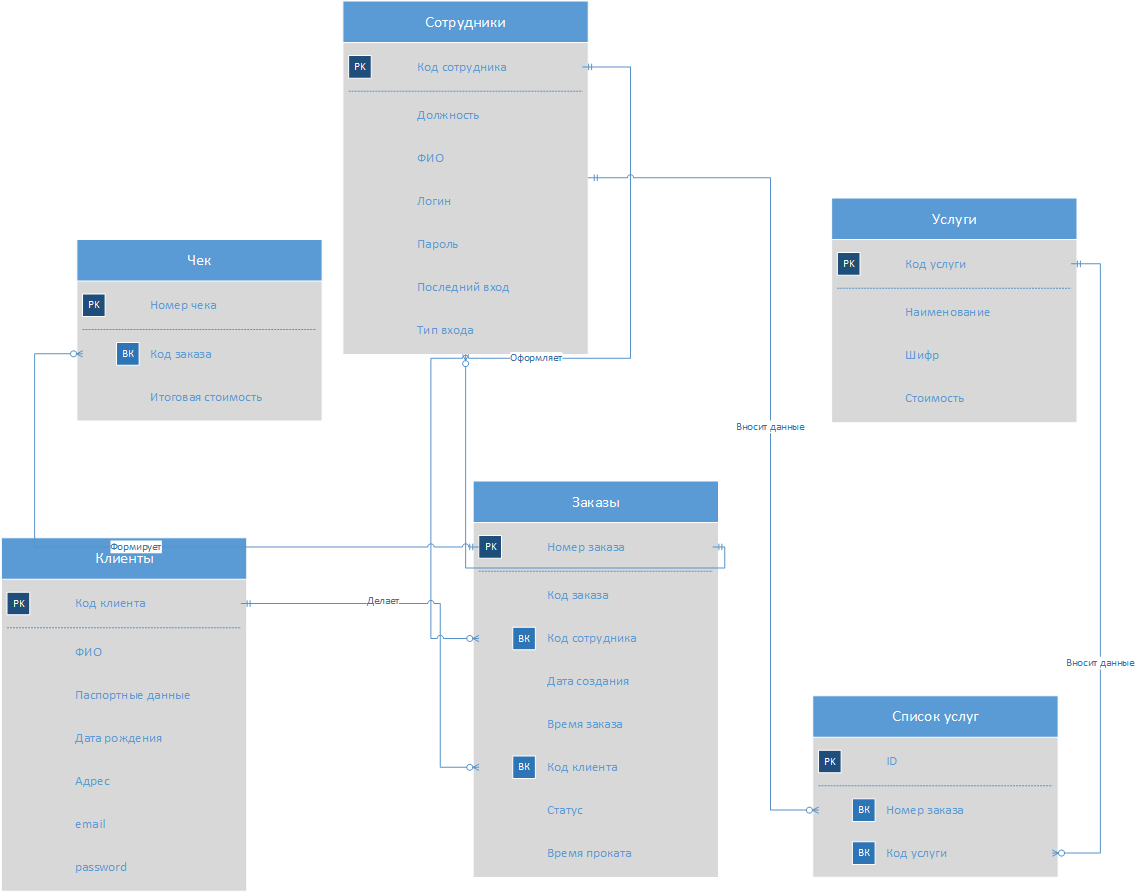 Сотрудники
PK Код сотрудника
Должность
ФИО
Логин
Пароль
Последний вход
Тип входа
Оформляет
Вносит данные
Услуги
PK Код услуги
Наименование
Шифр
Стоимость
Чек
PK Номер чека
ВК Код заказа
Итоговая стоимость
Формирует
Клиенты
PK Код клиента
ФИО
Паспортные данные
Дата рождения
Адрес
email
password
Делает
Заказы
PK Номер заказа
Код заказа
ВК Код сотрудника
Дата создания
Время заказа
ВК Код клиента
Статус
Время проката
Вносит данные
Список услуг
PK ID
ВК Номер заказа
ВК Код услуги